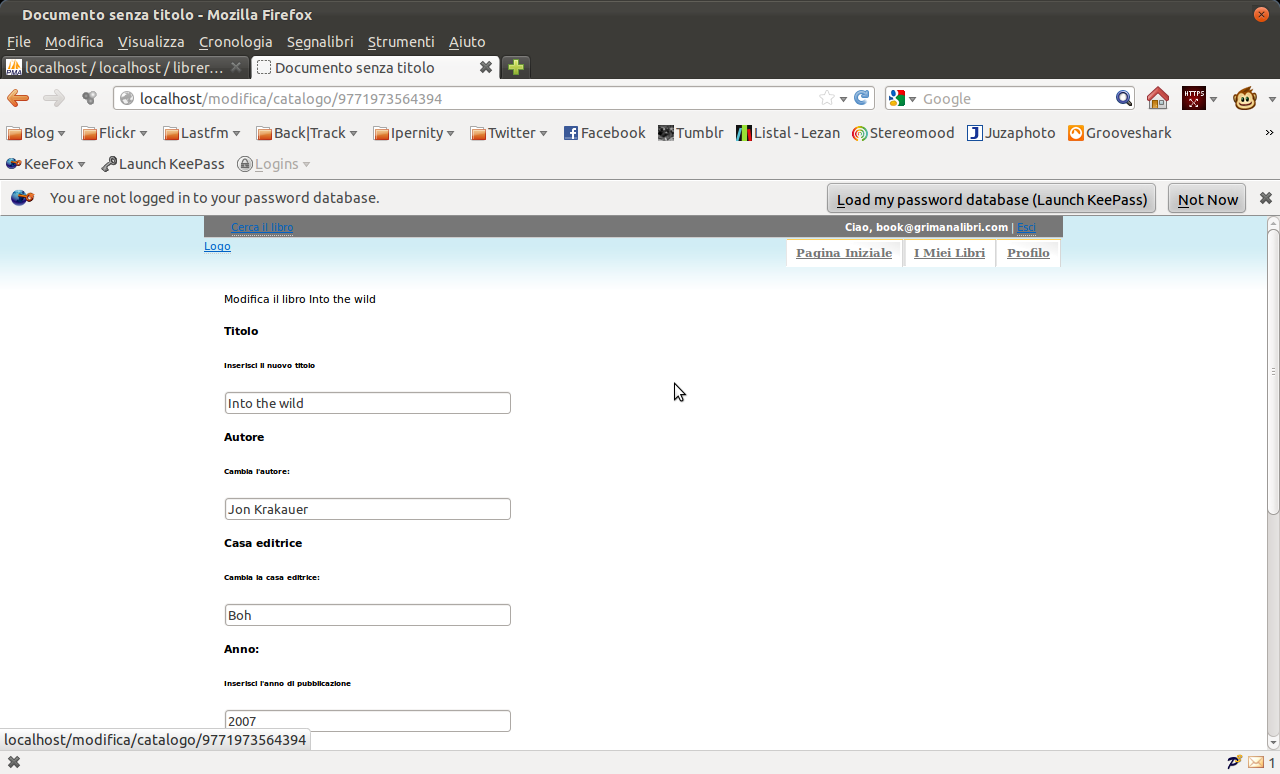 Documento senza titolo - Mozilla Firefox
File Modifica Visualizza Cronologia Segnalibri Strumenti Aiuto
PMA localhost / localhost / librer... Documento senza titolo
localhost/modifica/catalogo/9771973564394 Google HTTPS
Blog Flickr Lastfm Back|Track Ipernity Twitter Facebook Tumblr Listal - Lezan Stereomood Juzaphoto Grooveshark »
KeeFox Launch KeePass Logins
You are not logged in to your password database. Load my password database (Launch KeePass) Not Now
Cerca il libro Ciao, book@grimanalibri.com | Esci
Logo Pagina Iniziale I Miei Libri Profilo
Modifica il libro Into the wild
Titolo
Inserisci il nuovo titolo
Into the wild
Autore
Cambia l'autore:
Jon Krakauer
Casa editrice
Cambia la casa editrice:
Boh
Anno:
Inserisci l'anno di pubblicazione
2007
localhost/modifica/catalogo/9771973564394
1